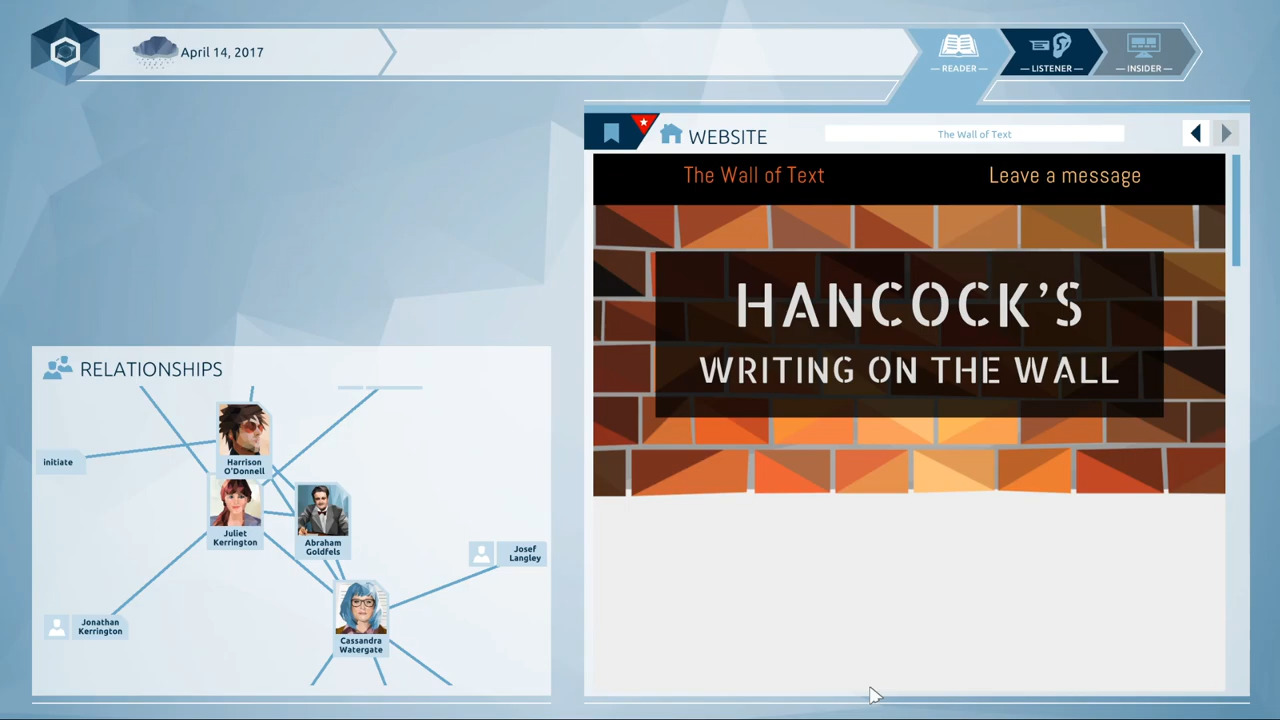 April 14, 2017
— READER —
— LISTENER —
— INSIDER —
WEBSITE
The Wall of Text
The Wall of Text
Leave a message
HANCOCK'S
WRITING ON THE WALL
RELATIONSHIPS
initiate
Harrison
O'Donnell
Juliet
Kerrington
Abraham
Goldfels
Josef
Langley
Jonathan
Kerrington
Cassandra
Watergate